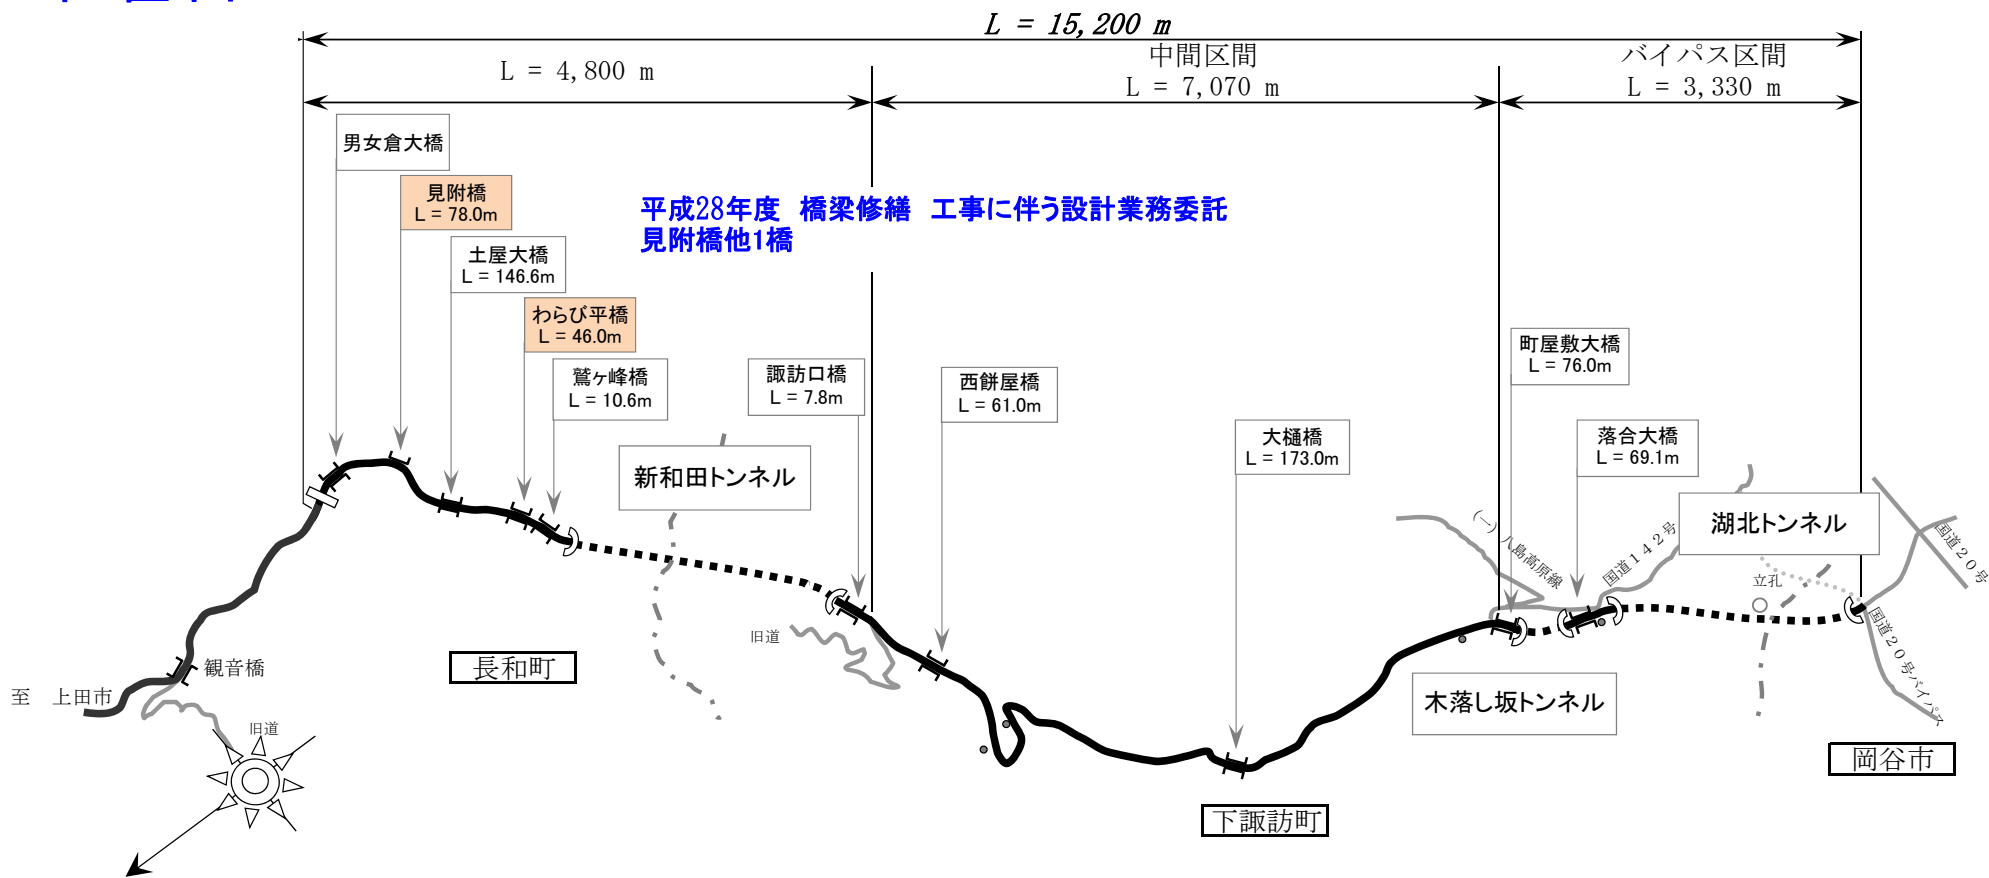 L = 15,200 m
L = 4,800 m
中間区間
L = 7,070 m
バイパス区間
L = 3,330 m
男女倉大橋
見附橋
L = 78.0m
平成28年度 橋梁修繕 工事に伴う設計業務委託
見附橋他1橋
土屋大橋
L = 146.6m
わらび平橋
L = 46.0m
鷲ヶ峰橋
L = 10.6m
諏訪口橋
L = 7.8m
西餅屋橋
L = 61.0m
町屋敷大橋
L = 76.0m
大樋橋
L = 173.0m
落合大橋
L = 69.1m
新和田トンネル
湖北トンネル
(一)八島高原線
国道142号
国道20号
立孔
国道20号バイパス
旧道
長和町
観音橋
至 上田市
旧道
木落し坂トンネル
岡谷市
下諏訪町